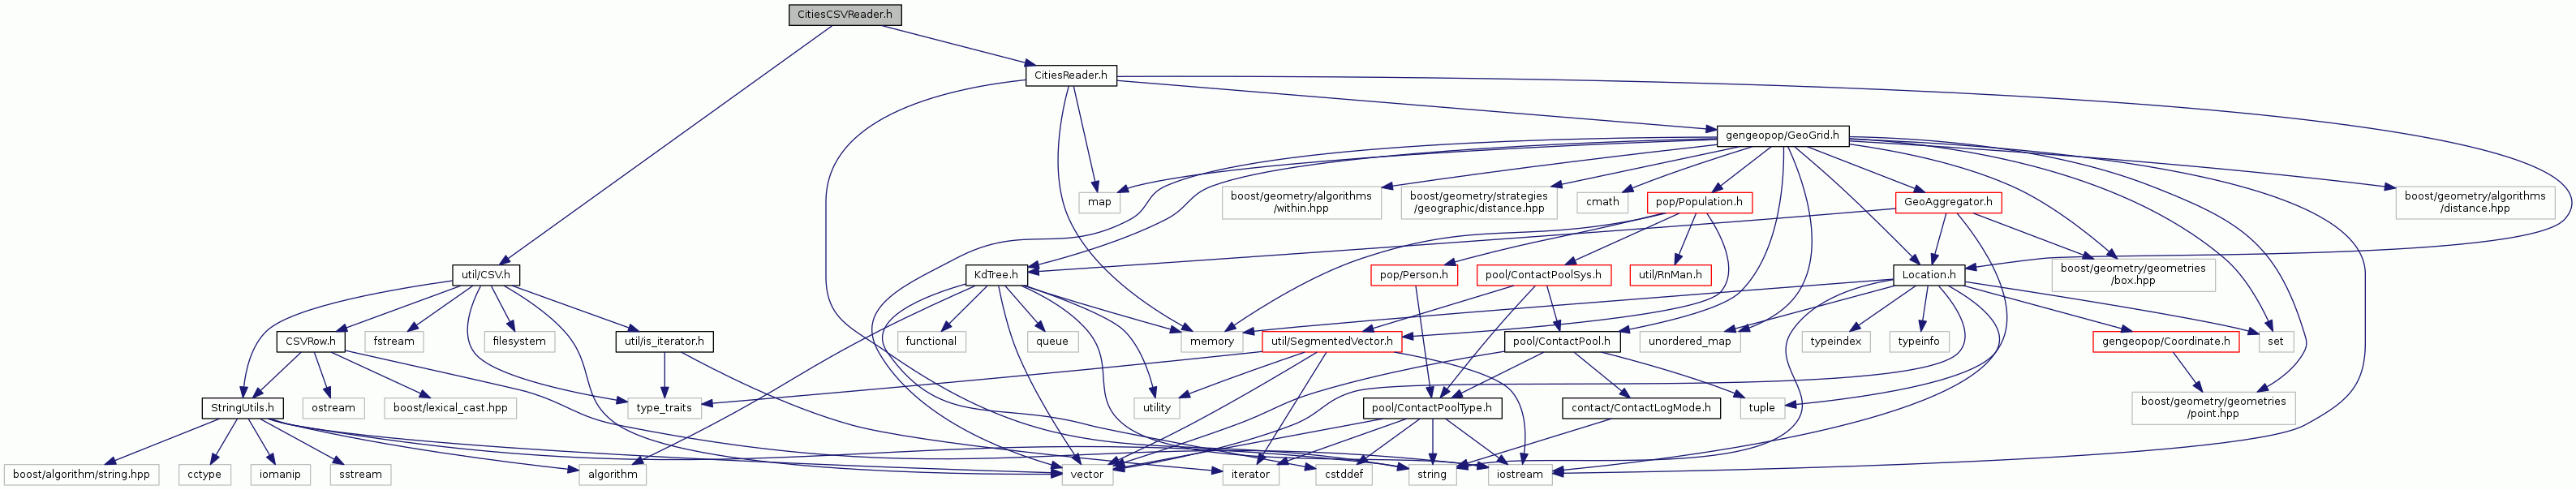 CitiesCSVReader.h
CitiesReader.h
gengeopop/GeoGrid.h
map
boost/geometry/algorithms
/within.hpp
boost/geometry/strategies
/geographic/distance.hpp
cmath
pop/Population.h
GeoAggregator.h
boost/geometry/algorithms
/distance.hpp
util/CSV.h
KdTree.h
pop/Person.h
pool/ContactPoolSys.h
util/RnMan.h
Location.h
boost/geometry/geometries
/box.hpp
CSVRow.h
fstream
filesystem
util/is_iterator.h
functional
queue
memory
util/SegmentedVector.h
pool/ContactPool.h
unordered_map
typeindex
typeinfo
gengeopop/Coordinate.h
set
StringUtils.h
ostream
boost/lexical_cast.hpp
type_traits
utility
pool/ContactPoolType.h
contact/ContactLogMode.h
tuple
boost/geometry/geometries
/point.hpp
boost/algorithm/string.hpp
cctype
iomanip
sstream
algorithm
vector
iterator
cstddef
string
iostream